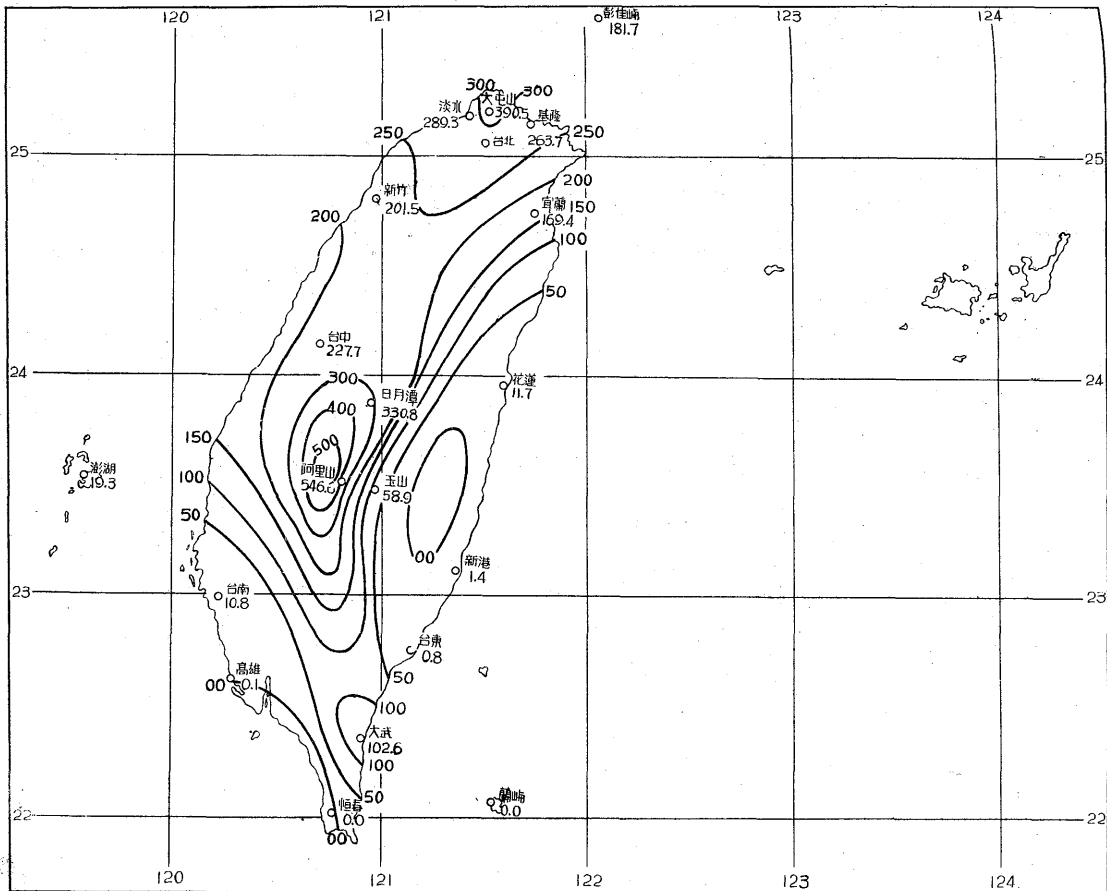 120
121
122
123
124
彭佳嶼
181.7
300
300
大屯山
390.5
淡水
289.3
基隆
263.7
台北
250
250
25
25
新竹
201.5
200
200
宜蘭
169.4
150
100
50
台中
227.7
24
24
300
日月潭
330.8
花蓮
11.7
400
500
150
阿里山
546.
100
玉山
58.9
澎湖
19.3
50
00
新港
1.4
台南
10.8
23
23
台東
0.8
高雄
0.1
00
50
100
大武
102.6
100
50
恒春
0.0
00
蘭嶼
0.0
22
22
120
121
122
123
124